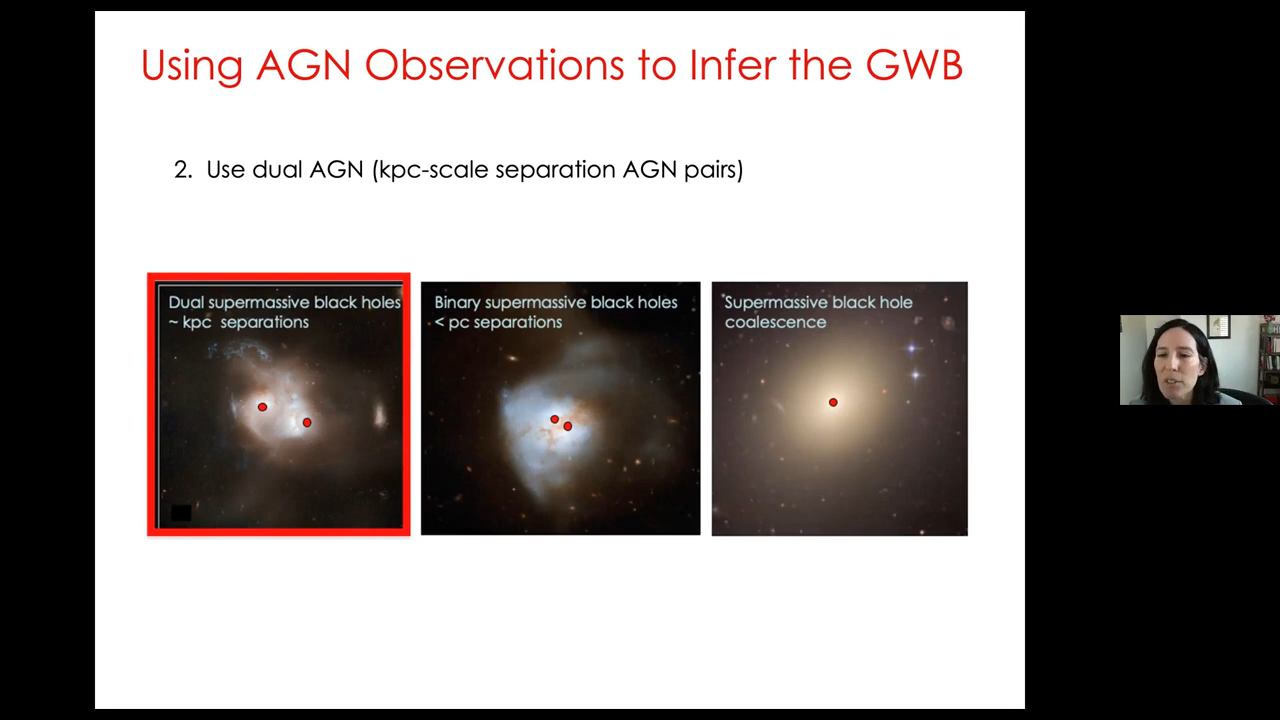 Using AGN Observations to Infer the GWB
2. Use dual AGN (kpc-scale separation AGN pairs)
Dual supermassive black holes
~ kpc separations
Binary supermassive black holes
< pc separations
Supermassive black hole
coalescence